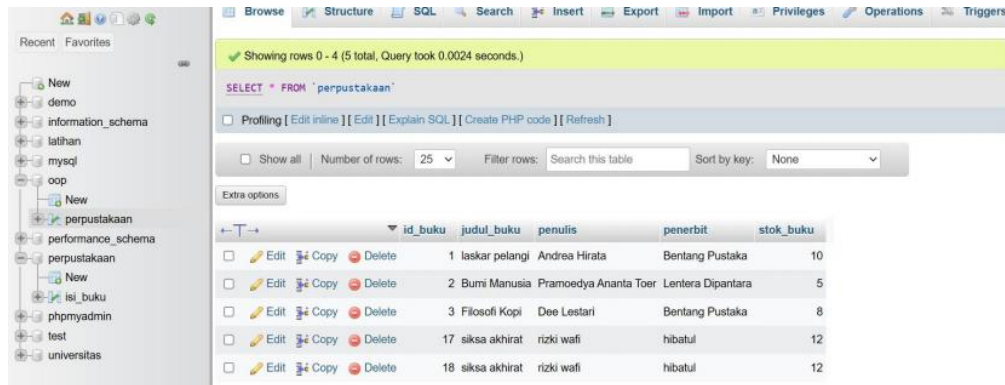 Recent Favorites
New
demo
information_schema
latihan
mysql
oop
New
perpustakaan
performance_schema
perpustakaan
New
isi_buku
phpmyadmin
test
universitas
Browse Structure SQL Search Insert Export Import Privileges Operations Triggers
Showing rows 0 - 4 (5 total, Query took 0.0024 seconds.)
SELECT * FROM `perpustakaan`
Profiling [ Edit inline ] [ Edit ] [ Explain SQL ] [ Create PHP code ] [ Refresh ]
Show all | Number of rows: 25 Filter rows: Search this table Sort by key: None
Extra options
←T→ ▼ id_buku judul_buku penulis penerbit stok_buku
Edit Copy Delete 1 laskar pelangi Andrea Hirata Bentang Pustaka 10
Edit Copy Delete 2 Bumi Manusia Pramoedya Ananta Toer Lentera Dipantara 5
Edit Copy Delete 3 Filosofi Kopi Dee Lestari Bentang Pustaka 8
Edit Copy Delete 17 siksa akhirat rizki wafi hibatul 12
Edit Copy Delete 18 siksa akhirat rizki wafi hibatul 12